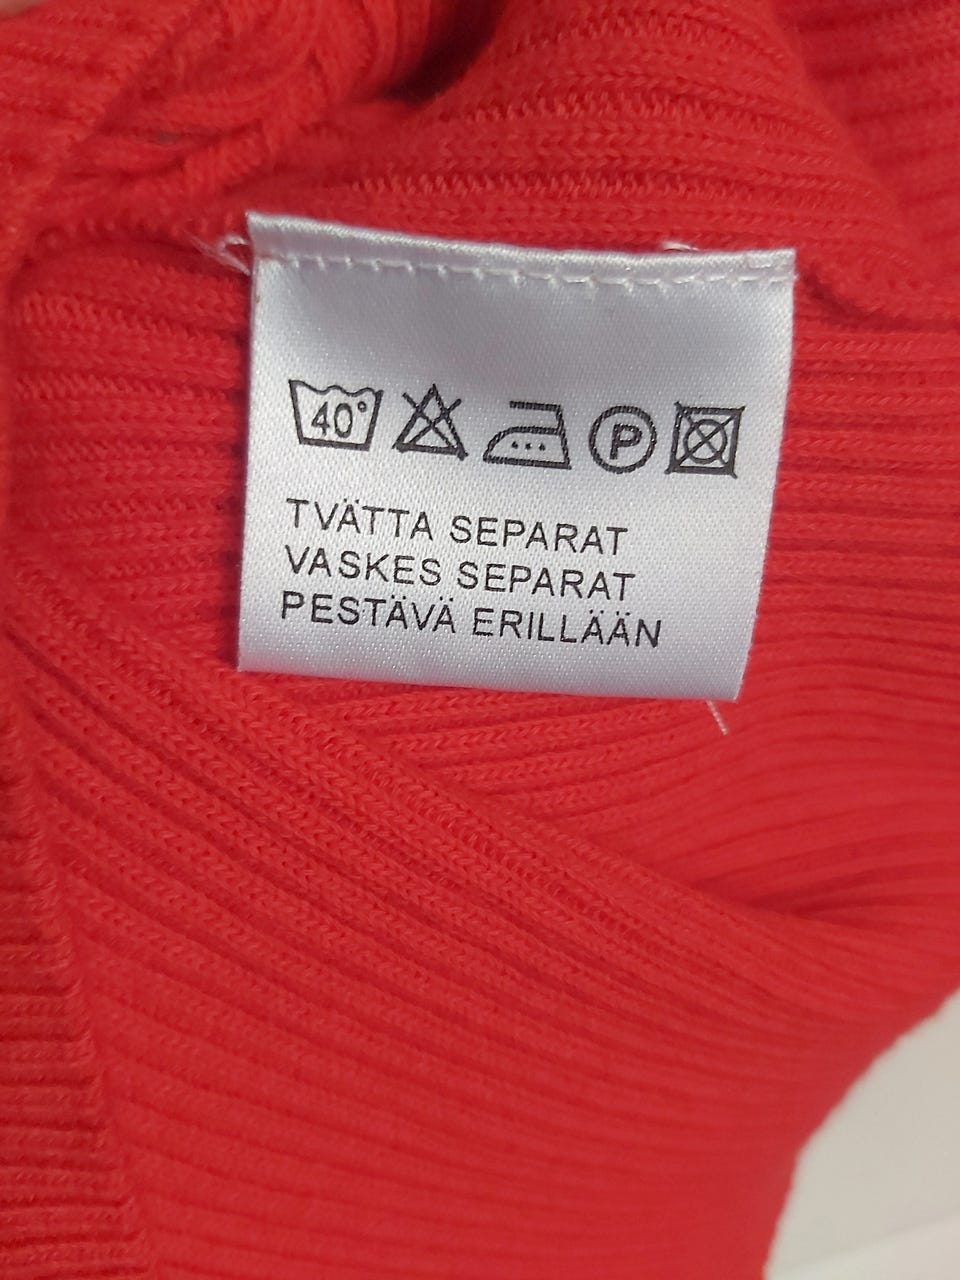 40°
P
TVÄTTA SEPARAT
VASKES SEPARAT
PESTÄVÄ ERILLÄÄN